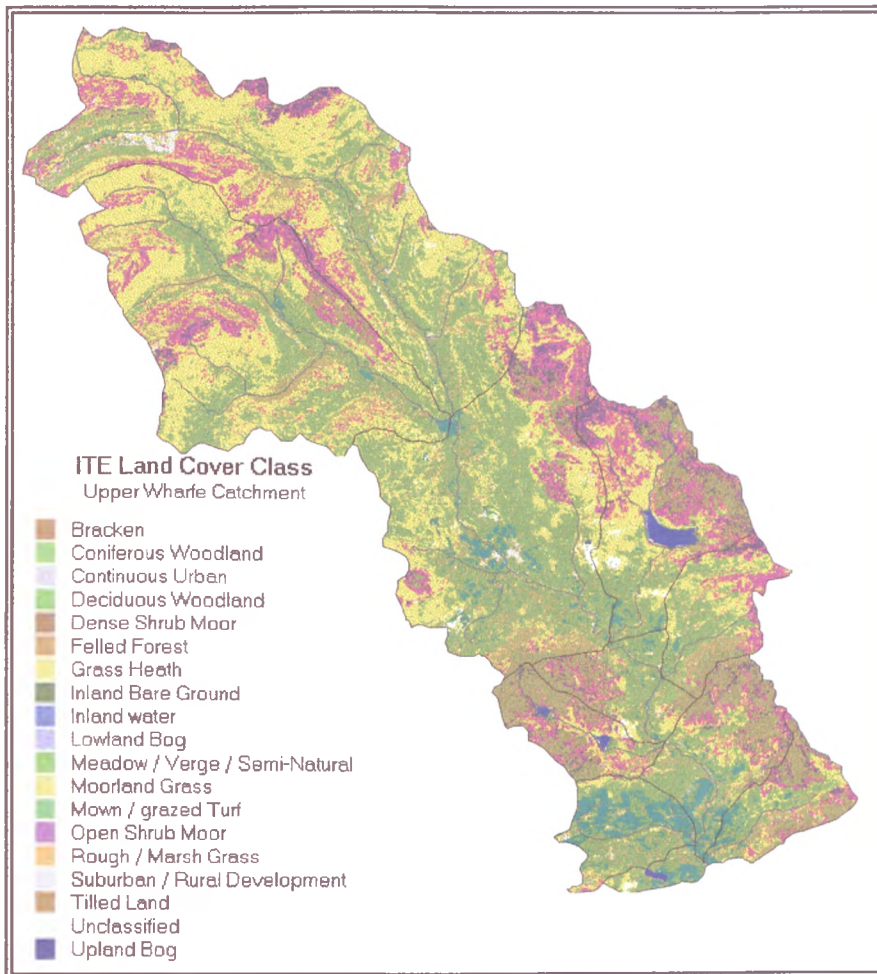 ITE Land Cover Class
Upper Wharfe Catchment
Bracken
Coniferous Woodland
Continuous Urban
Deciduous Woodland
Dense Shrub Moor
Felled Forest
Grass Heath
Inland Bare Ground
Inland water
Lowland Bog
Meadow / Verge / Semi-Natural
Moorland Grass
Mown / grazed Turf
Open Shrub Moor
Rough / Marsh Grass
Suburban / Rural Development
Tilled Land
Unclassified
Upland Bog